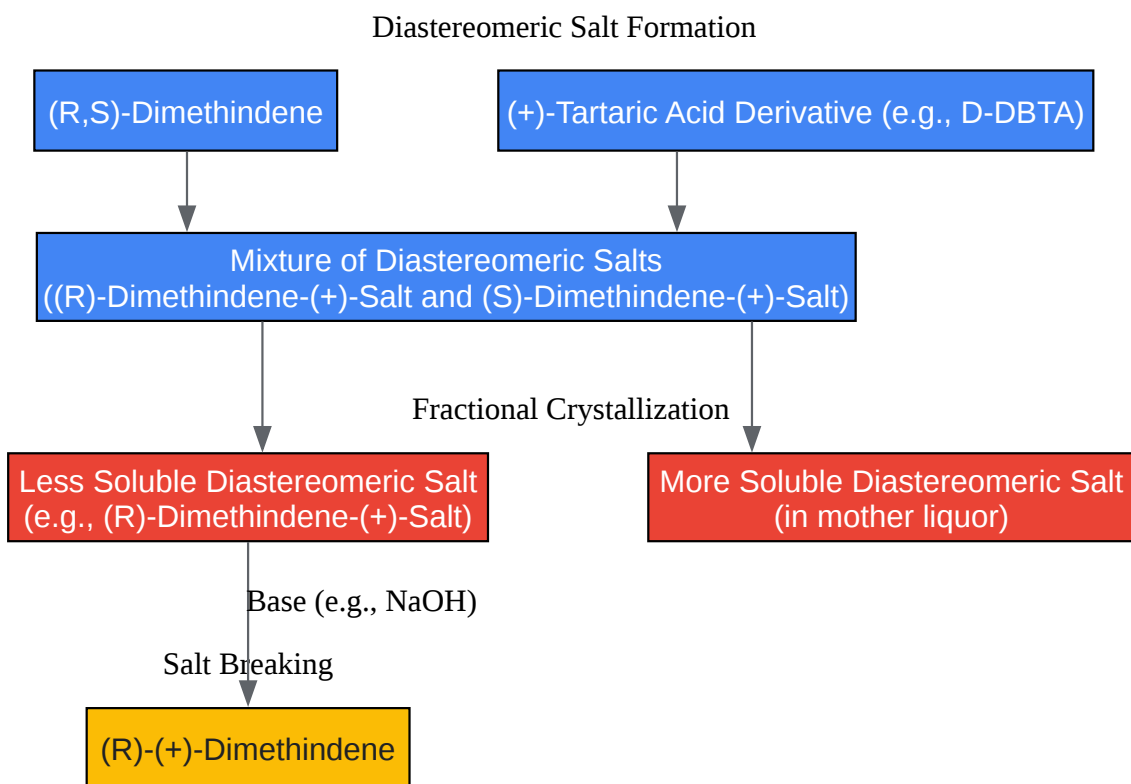 Diastereomeric Salt Formation
(R,S)-Dimethindene
(+)-Tartaric Acid Derivative (e.g., D-DBTA)
Mixture of Diastereomeric Salts
((R)-Dimethindene-(+)-Salt and (S)-Dimethindene-(+)-Salt)
Fractional Crystallization
Less Soluble Diastereomeric Salt
(e.g., (R)-Dimethindene-(+)-Salt)
More Soluble Diastereomeric Salt
(in mother liquor)
Base (e.g., NaOH)
Salt Breaking
(R)-(+)-Dimethindene